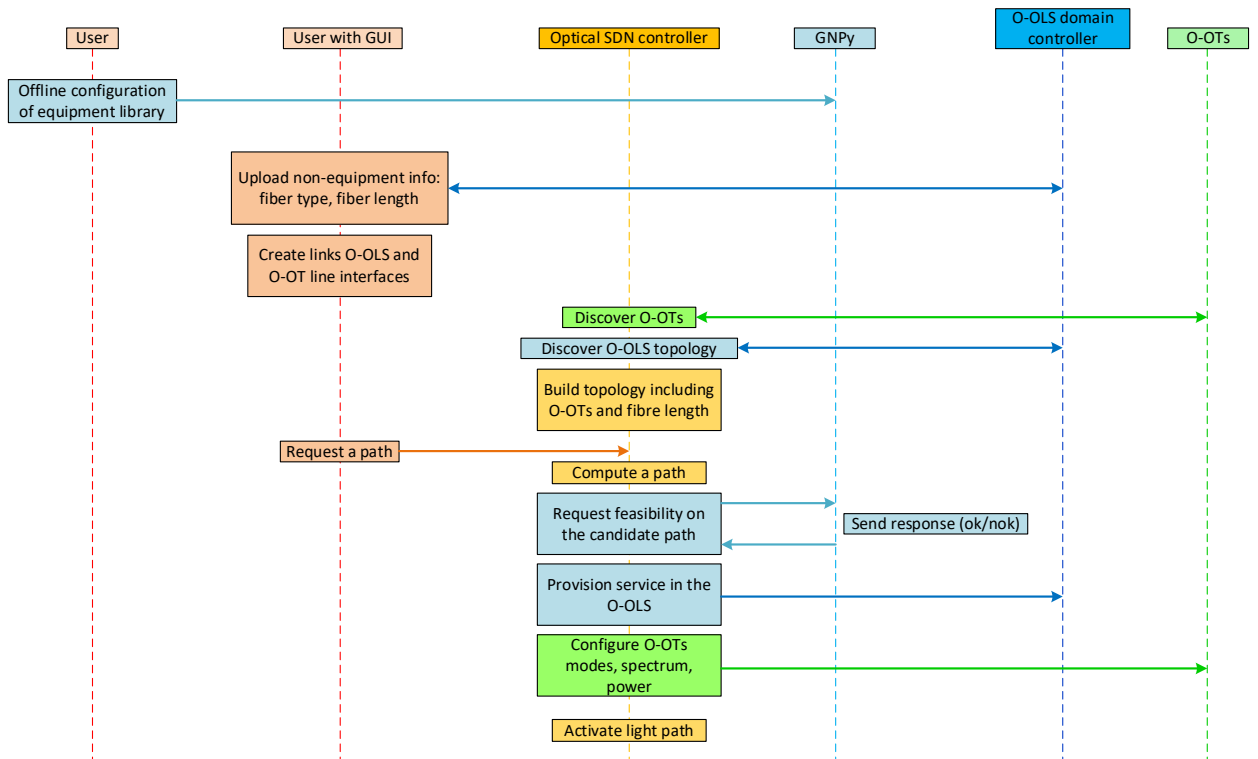 User
User with GUI
Optical SDN controller
GNPy
O-OLS domain
controller
O-OTs
Offline configuration
of equipment library
Upload non-equipment info:
fiber type, fiber length
Create links O-OLS and
O-OT line interfaces
Discover O-OTs
Discover O-OLS topology
Build topology including
O-OTs and fibre length
Request a path
Compute a path
Request feasibility on
the candidate path
Send response (ok/nok)
Provision service in the
O-OLS
Configure O-OTs
modes, spectrum,
power
Activate light path